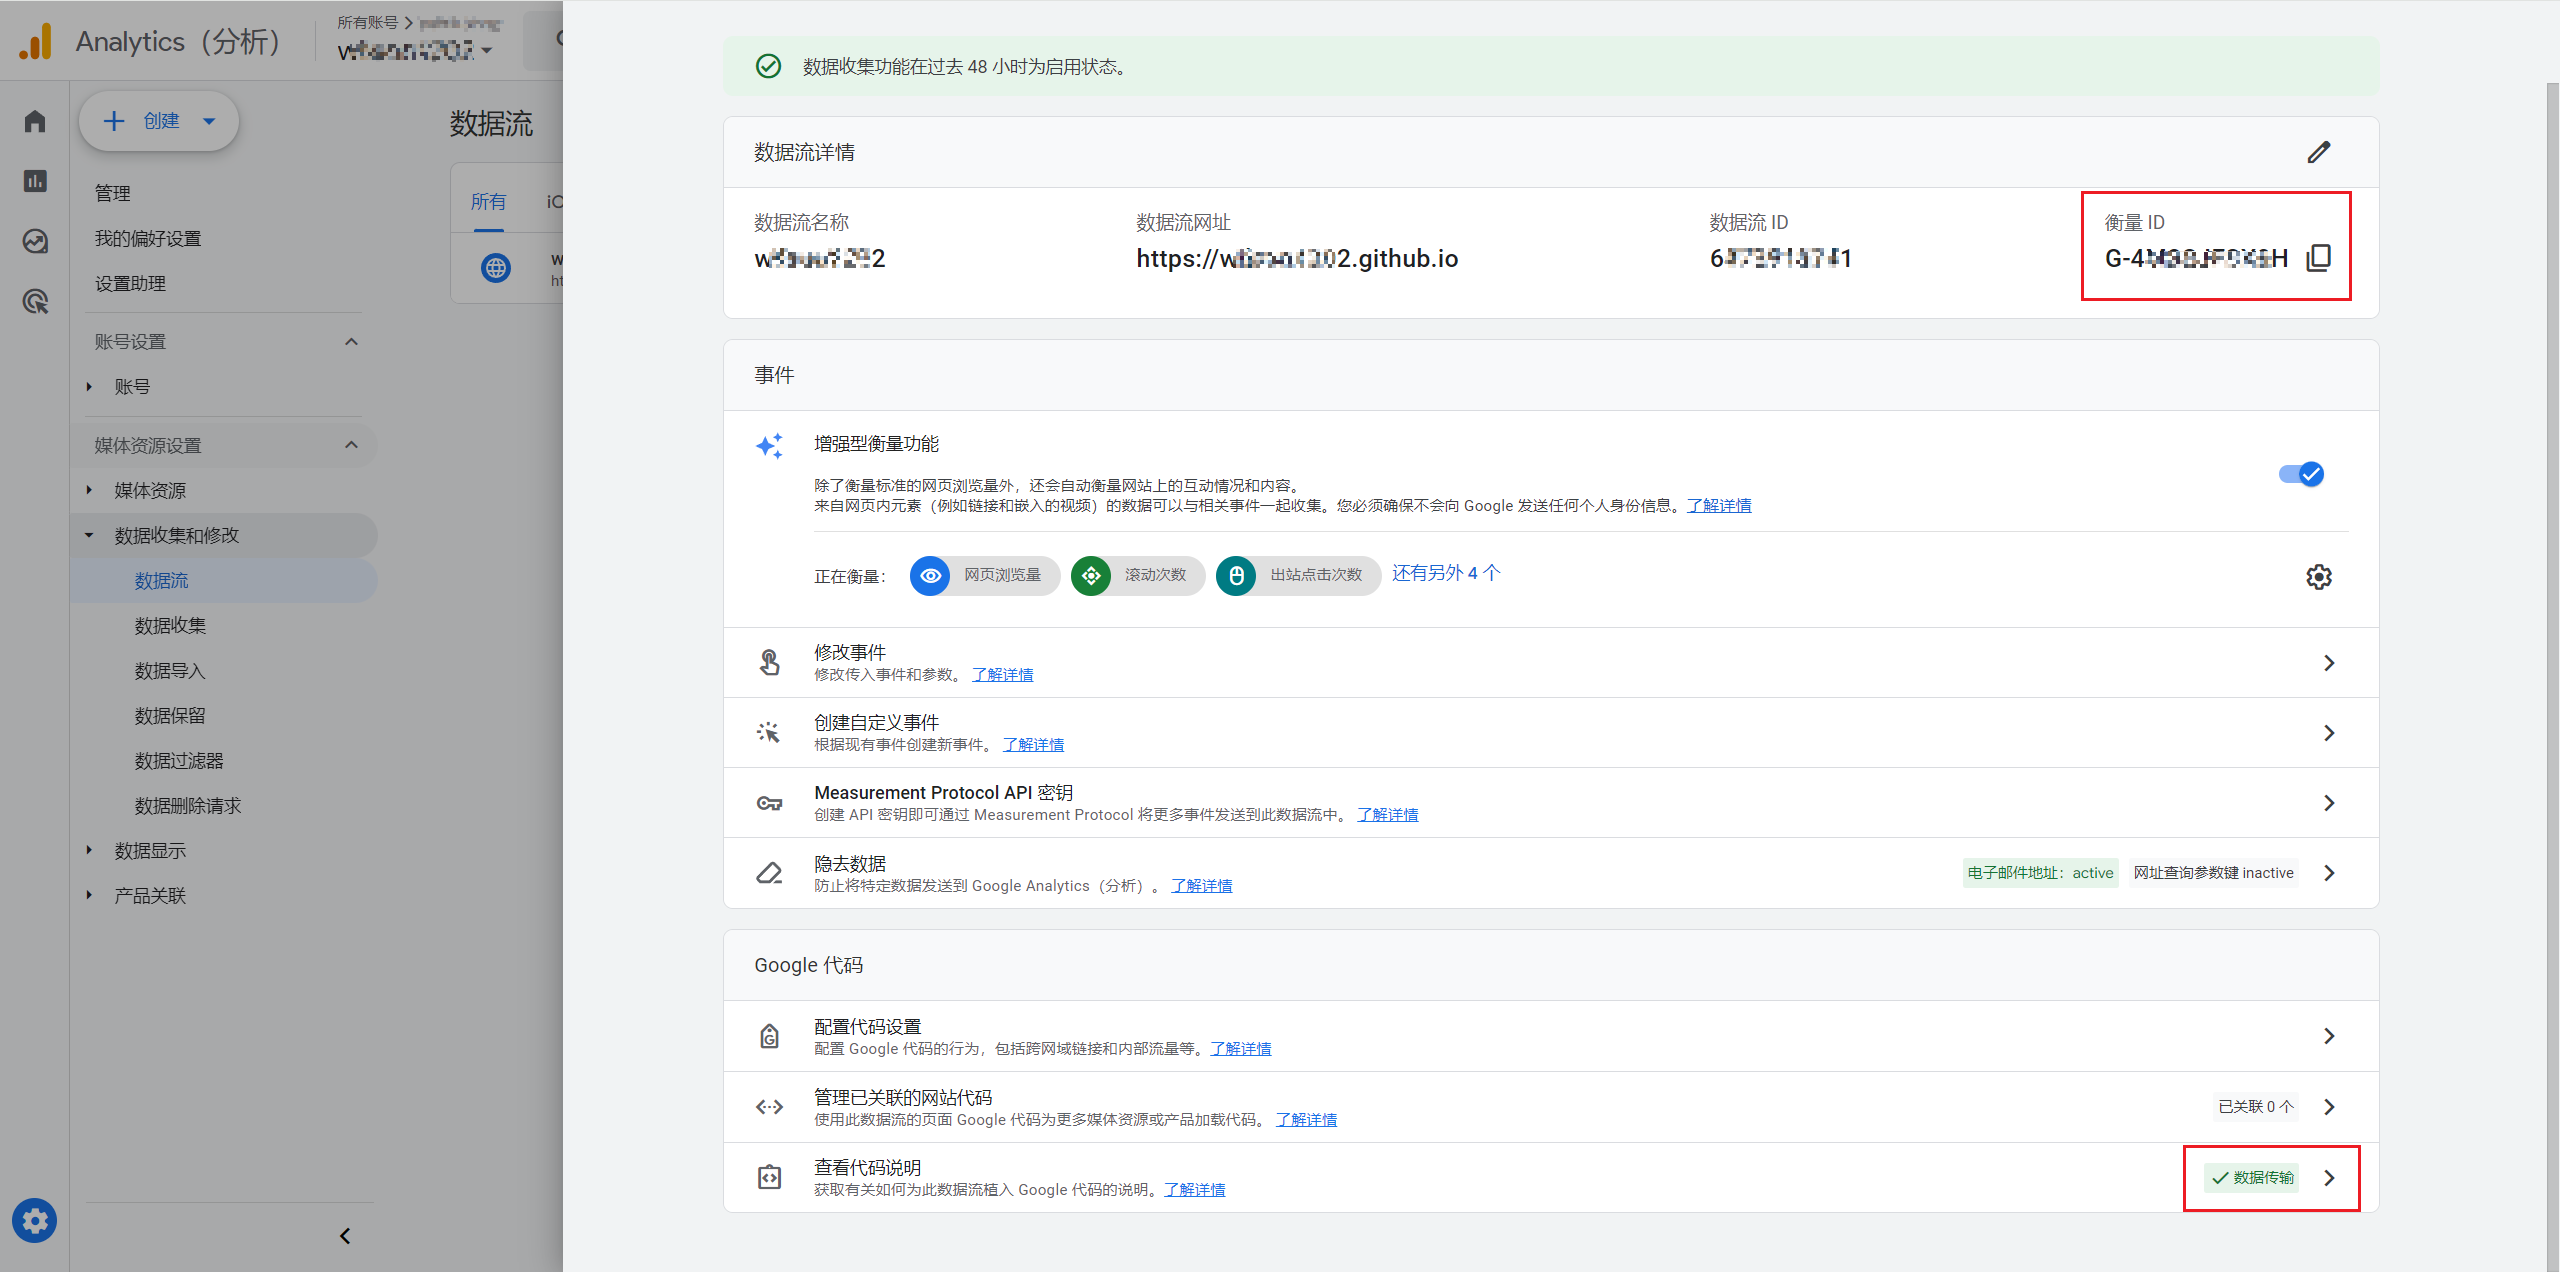 Analytics（分析）
所有账号
创建
管理
我的偏好设置
设置助理
账号设置
账号
媒体资源设置
媒体资源
数据收集和修改
数据流
数据收集
数据导入
数据保留
数据过滤器
数据删除请求
数据显示
产品关联
数据流
所有
数据收集功能在过去 48 小时为启用状态。
数据流详情
数据流名称
数据流网址
.github.io
https://
数据流 ID
衡量 ID
事件
增强型衡量功能
除了衡量标准的网页浏览量外，还会自动衡量网站上的互动情况和内容。
来自网页内元素（例如链接和嵌入的视频）的数据可以与相关事件一起收集。您必须确保不会向 Google 发送任何个人身份信息。了解详情
正在衡量： 网页浏览量 滚动次数 出站点击次数 还有另外 4 个
修改事件
修改传入事件和参数。 了解详情
创建自定义事件
根据现有事件创建新事件。 了解详情
Measurement Protocol API 密钥
创建 API 密钥即可通过 Measurement Protocol 将更多事件发送到此数据流中。 了解详情
隐去数据
防止将特定数据发送到 Google Analytics（分析）。 了解详情
电子邮件地址：active 网址查询参数键 inactive
Google 代码
配置代码设置
配置 Google 代码的行为，包括跨网域链接和内部流量等。了解详情
管理已关联的网站代码
使用此数据流的页面 Google 代码为更多媒体资源或产品加载代码。 了解详情
已关联 0 个
查看代码说明
获取有关如何为此数据流植入 Google 代码的说明。了解详情
数据传输